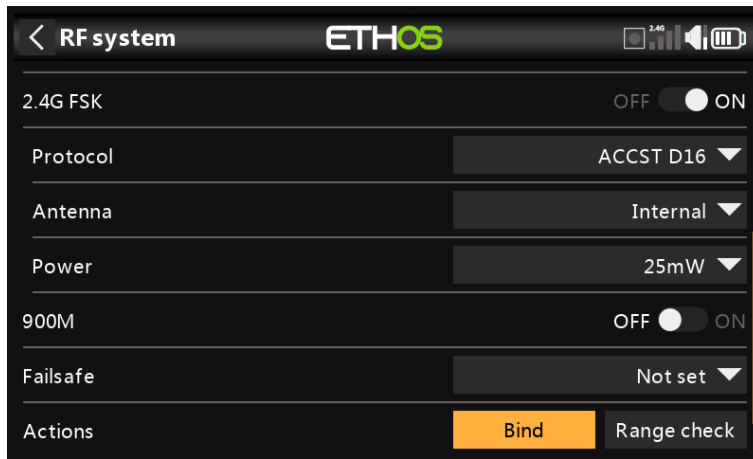 RF system ETHOS 2.4G
2.4G FSK OFF ON
Protocol ACCST D16
Antenna Internal
Power 25mW
900M OFF ON
Failsafe Not set
Actions Bind Range check